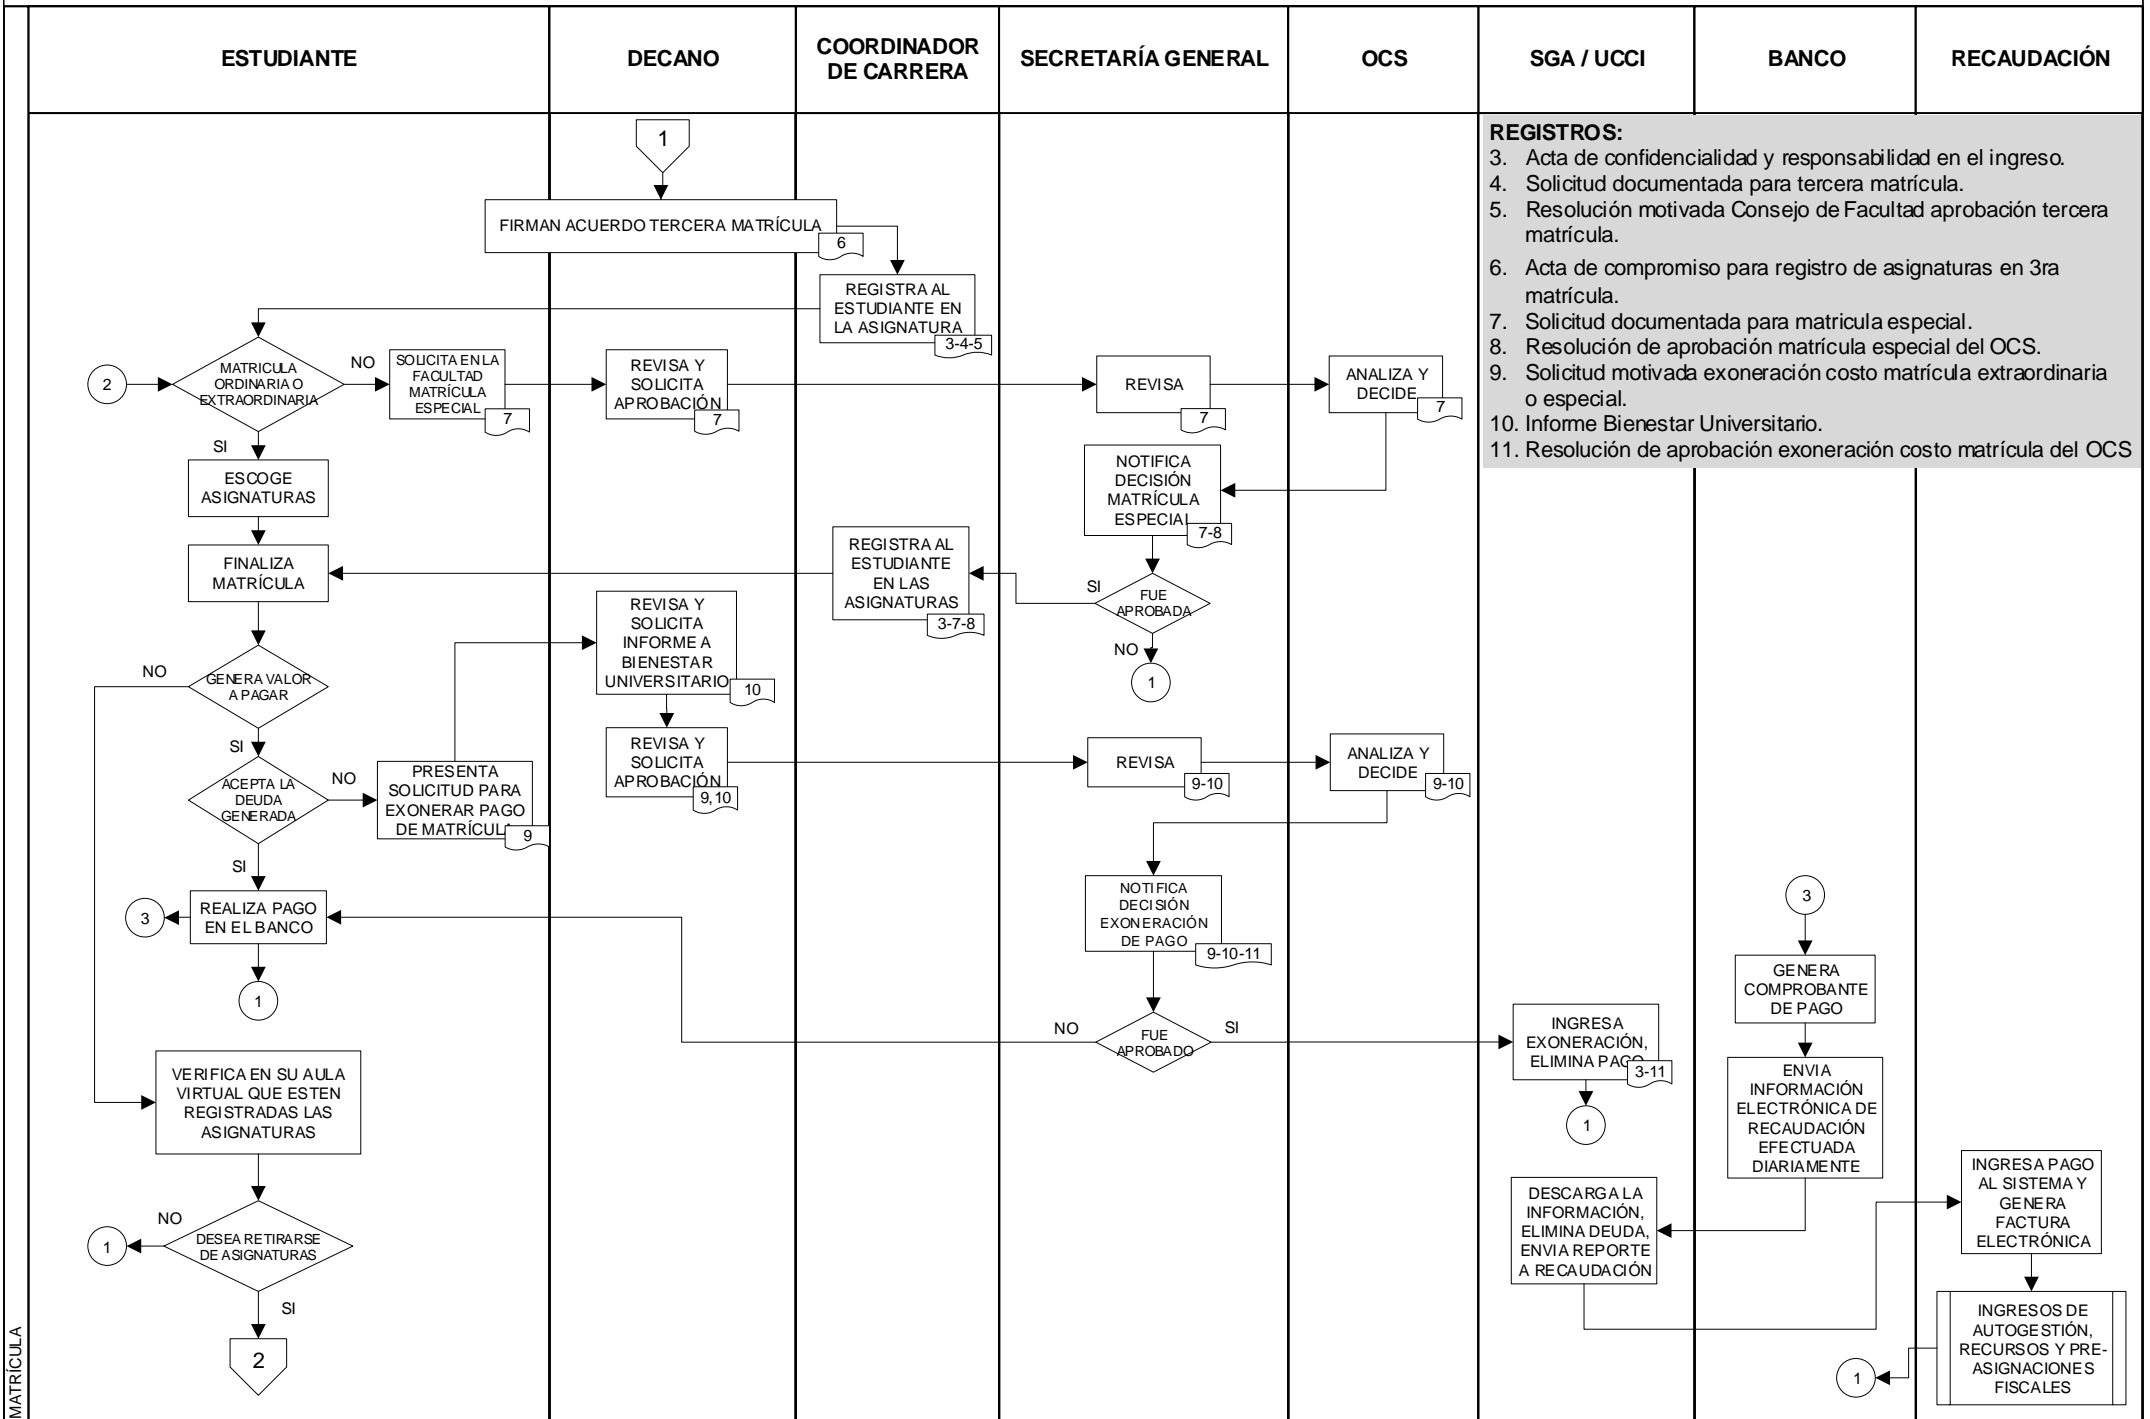 ESTUDIANTE
DECANO
COORDINADOR
DE CARRERA
SECRETARÍA GENERAL
OCS
SGA / UCCI
BANCO
RECAUDACIÓN
REGISTROS:
3. Acta de confidencialidad y responsabilidad en el ingreso.
4. Solicitud documentada para tercera matrícula.
5. Resolución motivada Consejo de Facultad aprobación tercera
matrícula.
6. Acta de compromiso para registro de asignaturas en 3ra
matrícula.
7. Solicitud documentada para matricula especial.
8. Resolución de aprobación matrícula especial del OCS.
9. Solicitud motivada exoneración costo matrícula extraordinaria
o especial.
10. Informe Bienestar Universitario.
11. Resolución de aprobación exoneración costo matrícula del OCS
1
FIRMAN ACUERDO TERCERA MATRÍCULA
6
REGISTRA AL
ESTUDIANTE EN
LA ASIGNATURA
3-4-5
2
MATRICULA
ORDINARIA O
EXTRAORDINARIA
NO
SI
SOLICITA EN LA
FACULTAD
MATRÍCULA
ESPECIAL
7
REVISA Y
SOLICITA
APROBACIÓN
7
REVISA
7
ANALIZA Y
DECIDE
7
NOTIFICA
DECISIÓN
MATRÍCULA
ESPECIAL
7-8
ESCOGE
ASIGNATURAS
FINALIZA
MATRÍCULA
REGISTRA AL
ESTUDIANTE
EN LAS
ASIGNATURAS
3-7-8
SI
FUE
APROBADA
NO
1
REVISA Y
SOLICITA
INFORME A
BIENESTAR
UNIVERSITARIO
10
NO
GENERA VALOR
A PAGAR
SI
ACEPTA LA
DEUDA
GENERADA
NO
PRESENTA
SOLICITUD PARA
EXONERAR PAGO
DE MATRÍCULA
9
REVISA Y
SOLICITA
APROBACIÓN
9,10
REVISA
9-10
ANALIZA Y
DECIDE
9-10
SI
3
REALIZA PAGO
EN EL BANCO
1
NOTIFICA
DECISIÓN
EXONERACIÓN
DE PAGO
9-10-11
NO
FUE
APROBADO
SI
INGRESA
EXONERACIÓN,
ELIMINA PAGO
3-11
1
3
GENERA
COMPROBANTE
DE PAGO
ENVIA
INFORMACIÓN
ELECTRÓNICA DE
RECAUDACIÓN
EFECTUADA
DIARIAMENTE
VERIFICA EN SU AULA
VIRTUAL QUE ESTEN
REGISTRADAS LAS
ASIGNATURAS
DESCARGA LA
INFORMACIÓN,
ELIMINA DEUDA,
ENVIA REPORTE
A RECAUDACIÓN
INGRESA PAGO
AL SISTEMA Y
GENERA
FACTURA
ELECTRÓNICA
NO
1
DESEA RETIRARSE
DE ASIGNATURAS
SI
2
INGRESOS DE
AUTOGESTIÓN,
RECURSOS Y PRE-
ASIGNACIONES
FISCALES
1
MATRÍCULA